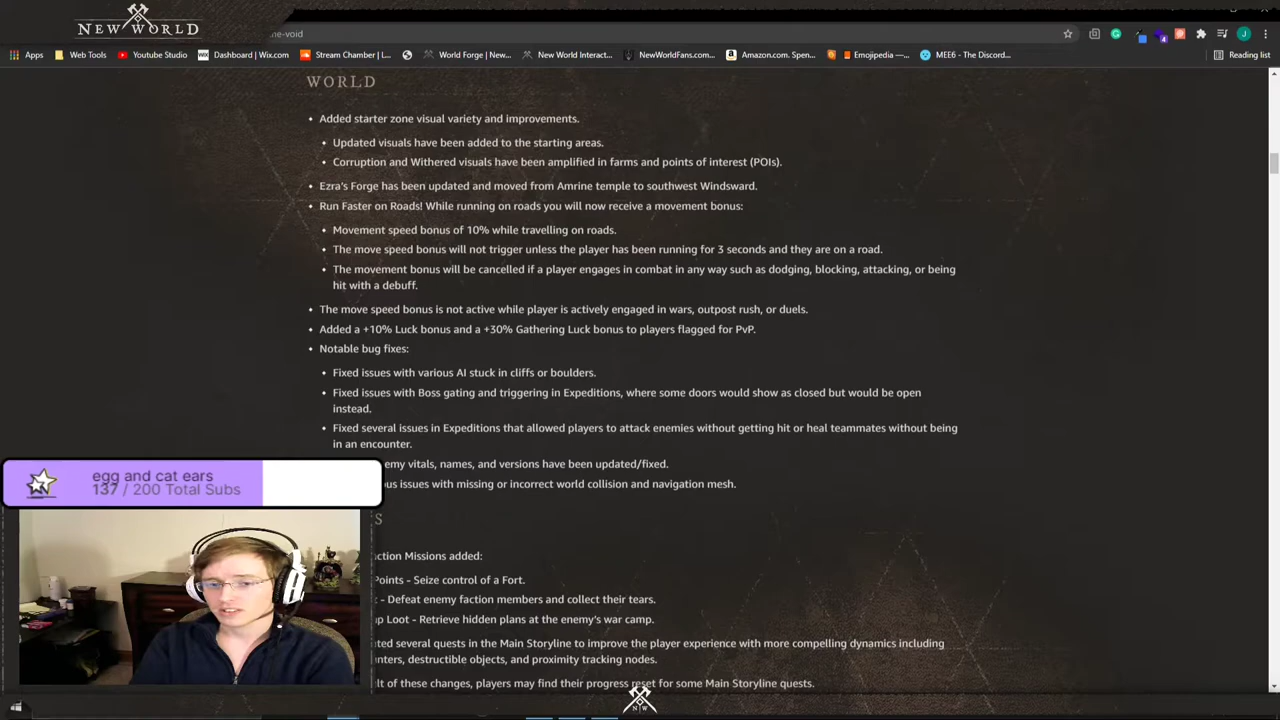 NEW WORLD
ne-void
Apps
Web Tools
Youtube Studio
Dashboard | Wix.com
Stream Chamber | L...
World Forge | New...
New World Interact...
NewWorldFans.com...
Amazon.com. Spen...
Emojipedia —...
MEE6 - The Discord...
Reading list
WORLD
• Added starter zone visual variety and improvements.
• Updated visuals have been added to the starting areas.
• Corruption and Withered visuals have been amplified in farms and points of interest (POIs).
• Ezra's Forge has been updated and moved from Amrine temple to southwest Windsward.
• Run Faster on Roads! While running on roads you will now receive a movement bonus:
• Movement speed bonus of 10% while travelling on roads.
• The move speed bonus will not trigger unless the player has been running for 3 seconds and they are on a road.
• The movement bonus will be cancelled if a player engages in combat in any way such as dodging, blocking, attacking, or being
hit with a debuff.
• The move speed bonus is not active while player is actively engaged in wars, outpost rush, or duels.
• Added a +10% Luck bonus and a +30% Gathering Luck bonus to players flagged for PvP.
• Notable bug fixes:
• Fixed issues with various AI stuck in cliffs or boulders.
• Fixed issues with Boss gating and triggering in Expeditions, where some doors would show as closed but would be open
instead.
• Fixed several issues in Expeditions that allowed players to attack enemies without getting hit or heal teammates without being
in an encounter.
emy vitals, names, and versions have been updated/fixed.
us issues with missing or incorrect world collision and navigation mesh.
egg and cat ears
137 / 200 Total Subs
S
ction Missions added:
Points - Seize control of a Fort.
- Defeat enemy faction members and collect their tears.
p Loot - Retrieve hidden plans at the enemy's war camp.
ted several quests in the Main Storyline to improve the player experience with more compelling dynamics including
nters, destructible objects, and proximity tracking nodes.
lt of these changes, players may find their progress reset for some Main Storyline quests.
N W